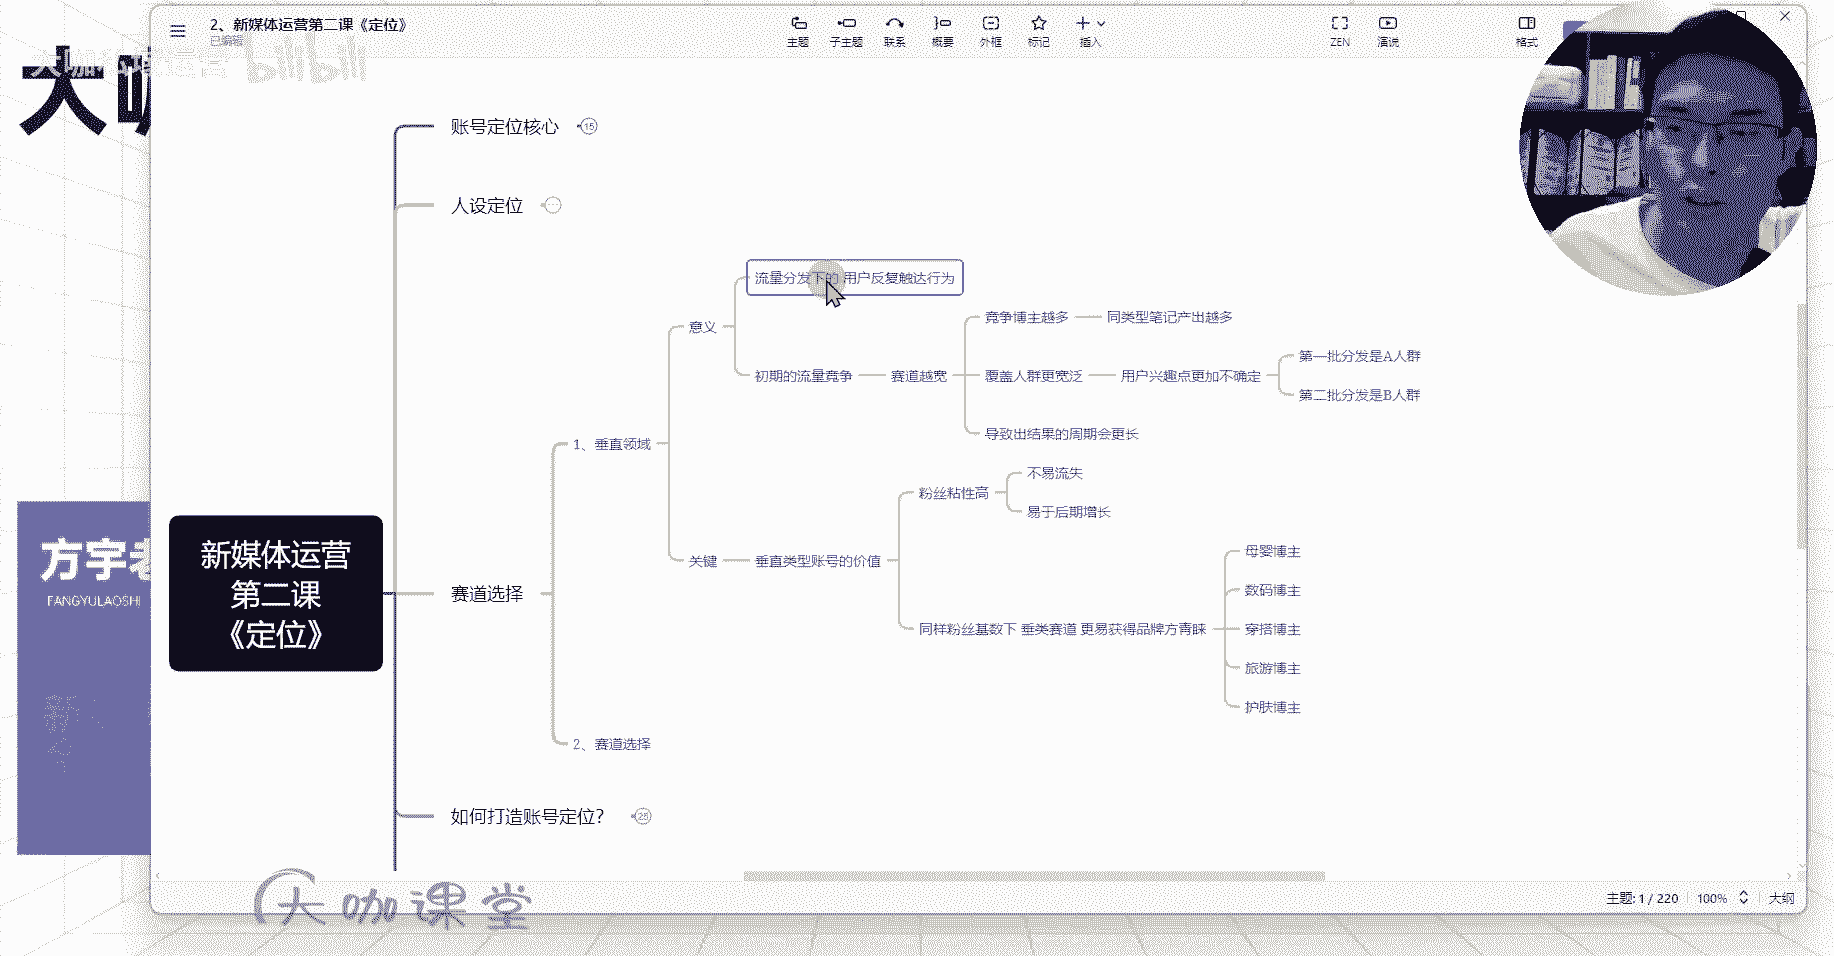 2、新媒体运营第二课《定位》
已编辑
主题
子主题
联系
概要
外框
标记
插入
ZEN
演说
格式
bilibili
账号定位核心
15
人设定位
流量分发下的 用户反复触达行为
意义
竞争博主越多
同类型笔记产出越多
第一批分发是A人群
初期的流量竞争
赛道越宽
覆盖人群更宽泛
用户兴趣点更加不确定
第二批分发是B人群
导致出结果的周期会更长
1、垂直领域
不易流失
粉丝粘性高
易于后期增长
关键
垂直类型账号的价值
母婴博主
数码博主
同样粉丝基数下 垂类赛道 更易获得品牌方青睐
穿搭博主
旅游博主
护肤博主
新媒体运营
第二课
《定位》
赛道选择
2、赛道选择
如何打造账号定位？
28
方宇老
FANGYULAOSHI
大咖课堂
主题: 1 / 220
100%
大纲